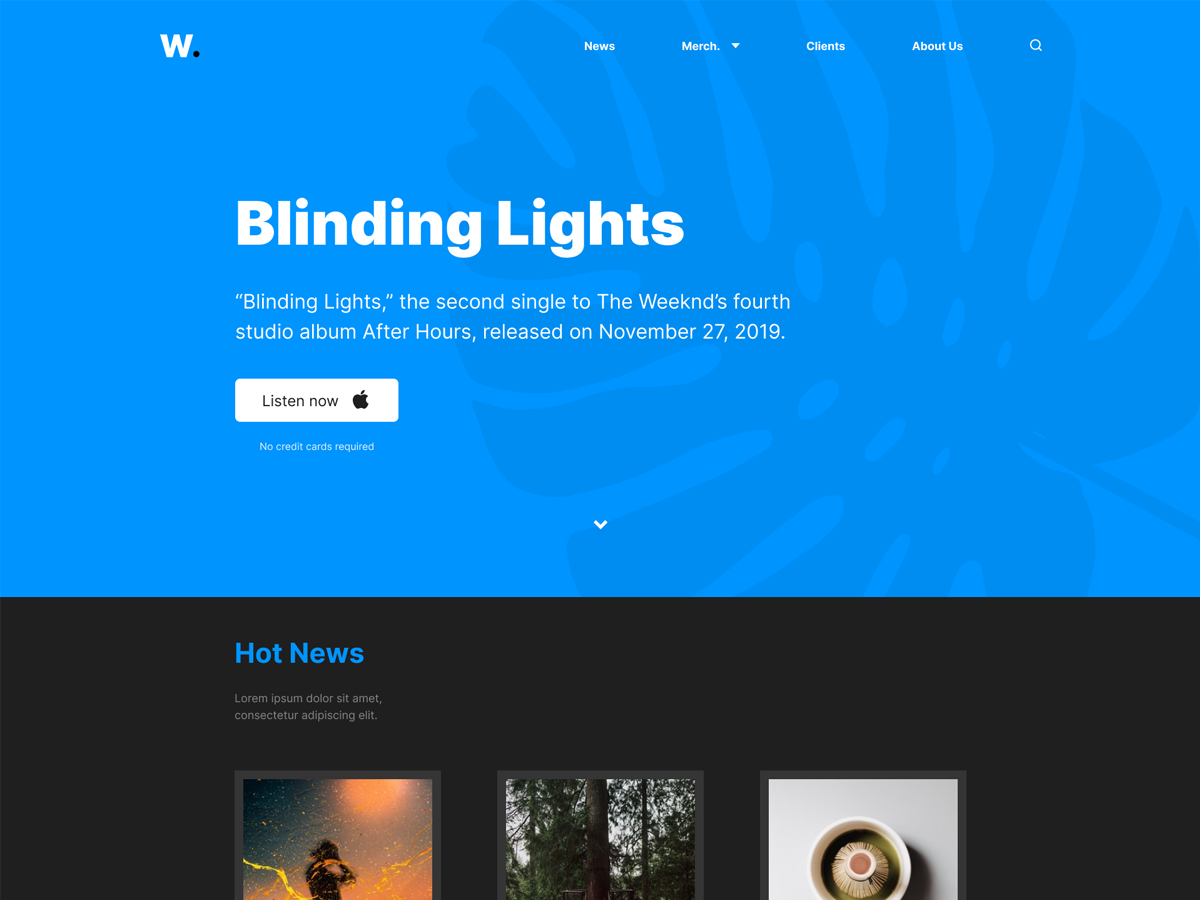 W.
News
Merch.
Clients
About Us
Blinding Lights
“Blinding Lights,” the second single to The Weeknd’s fourth
studio album After Hours, released on November 27, 2019.
Listen now
No credit cards required
Hot News
Lorem ipsum dolor sit amet,
consectetur adipiscing elit.